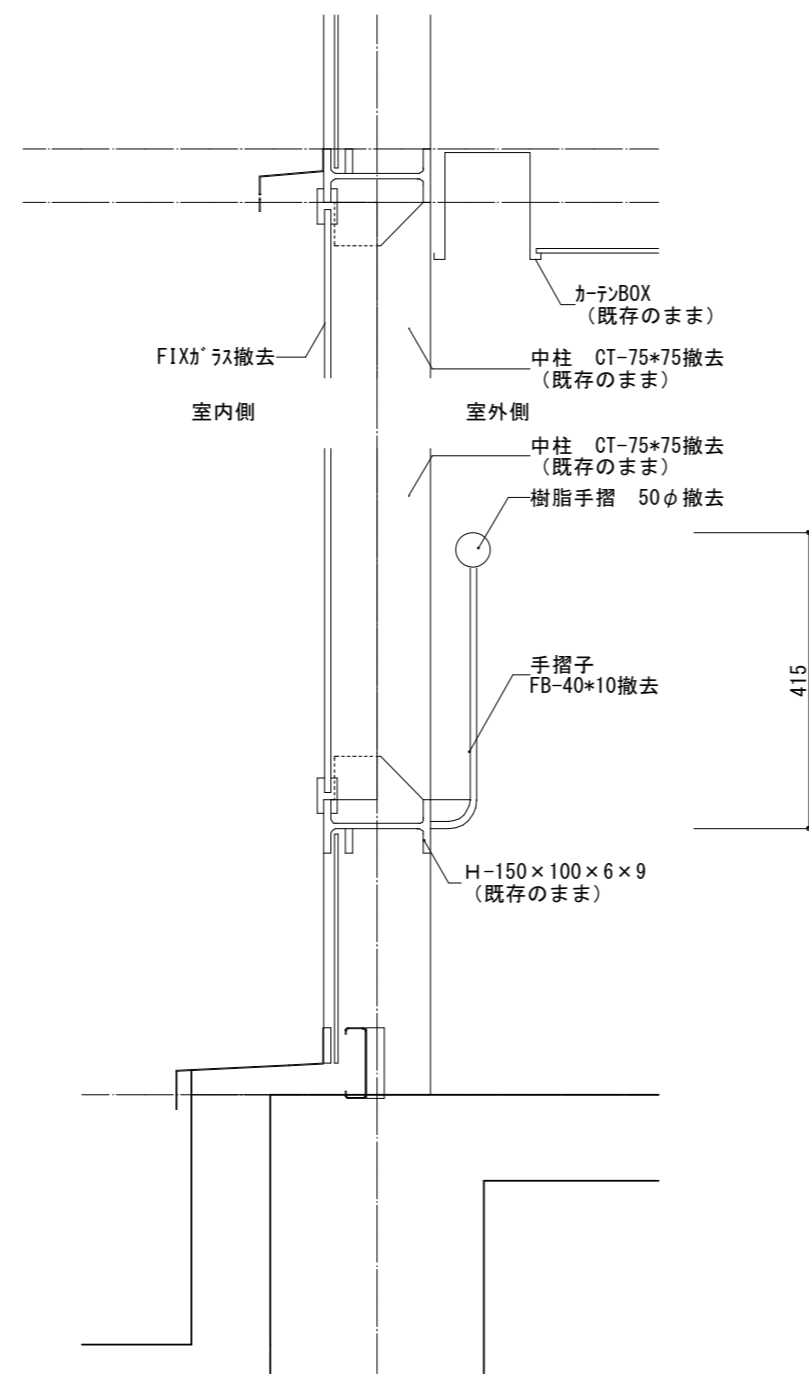 カーテンBOX
（既存のまま）
FIXガラス撤去
中柱　CT-75*75撤去
（既存のまま）
室内側
室外側
中柱　CT-75*75撤去
（既存のまま）
樹脂手摺　50φ撤去
手摺子
FB-40*10撤去
415
H-150×100×6×9
（既存のまま）